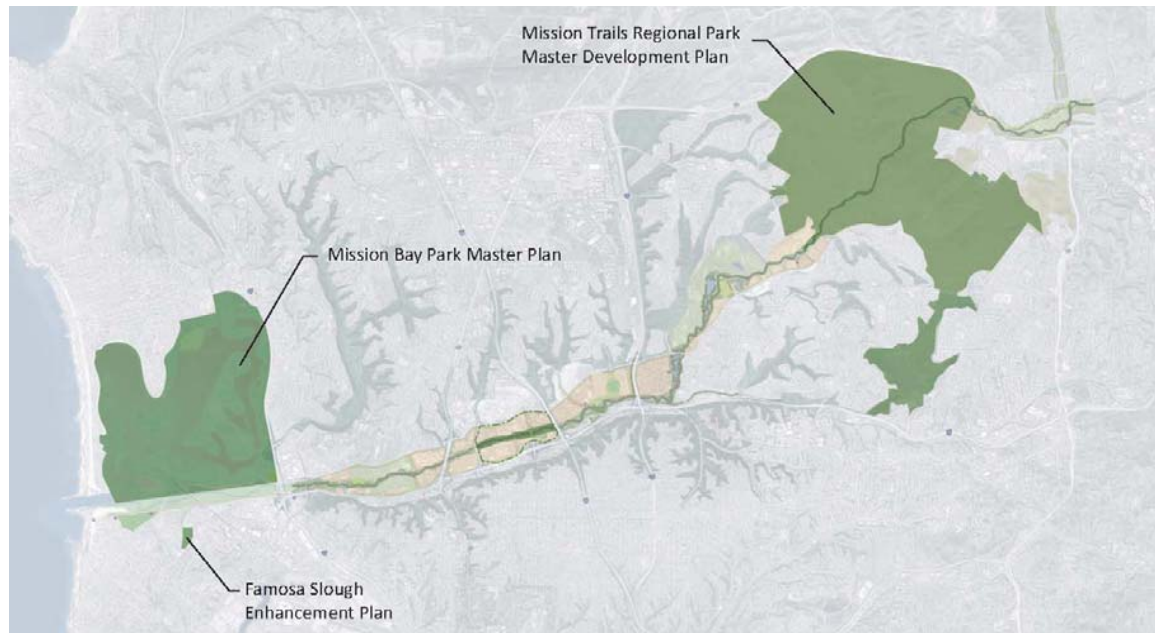 Mission Trails Regional Park
Master Development Plan
Mission Bay Park Master Plan
Famosa Slough
Enhancement Plan